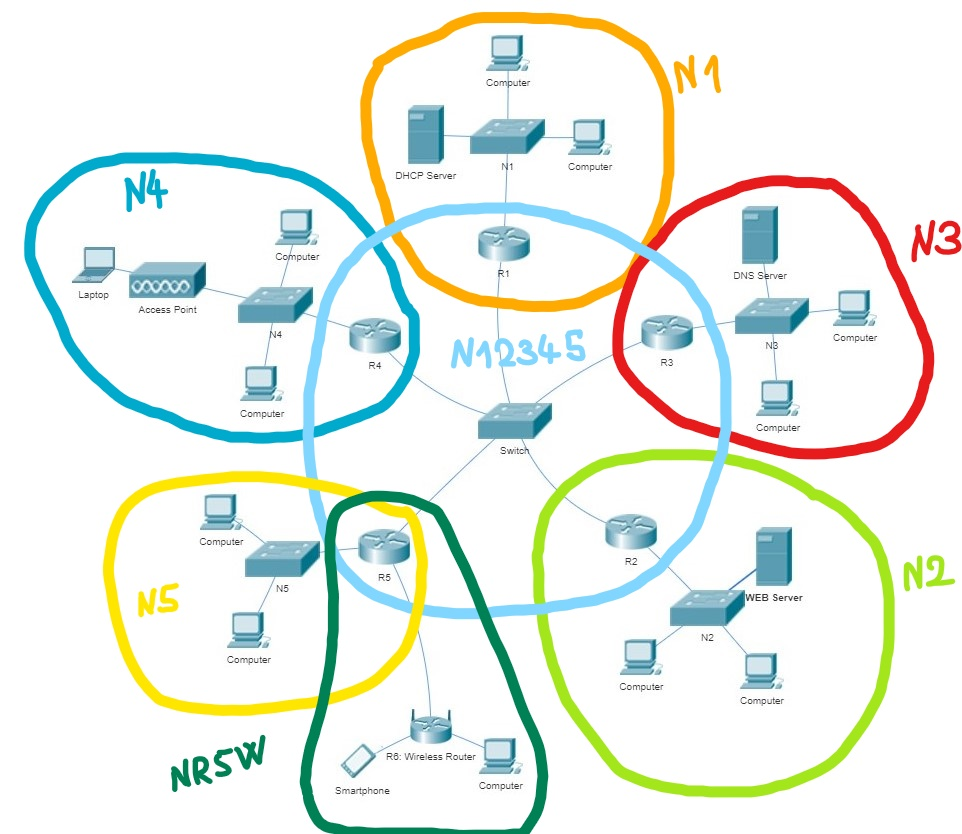 Computer
N1
DHCP Server
N1
Computer
R1
N4
Computer
Laptop
Access Point
N4
R4
Computer
N12345
N3
DNS Server
N3
Computer
R3
Computer
Switch
N5
Computer
N5
R5
Computer
R2
N2
WEB Server
N2
Computer
Computer
NR5W
R6: Wireless Router
Smartphone
Computer